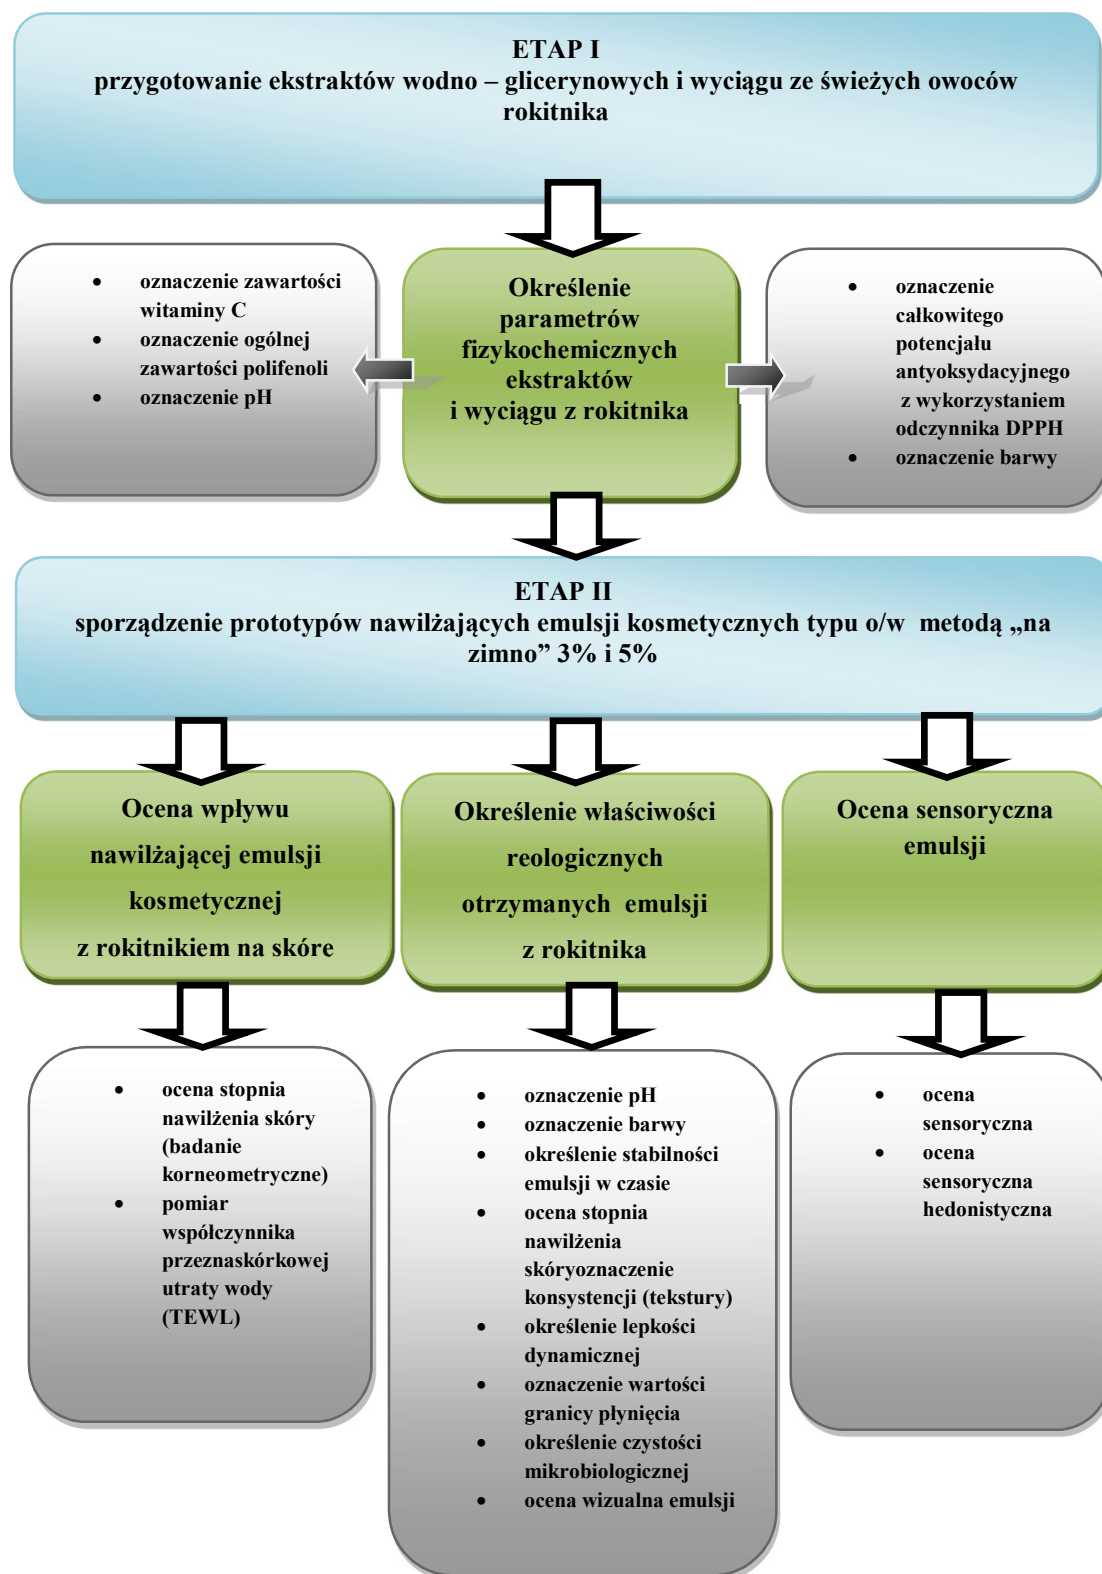 ETAP I
przygotowanie ekstraktów wodno – glicerynowych i wyciągu ze świeżych owoców
rokitnika
• oznaczenie zawartości
witaminy C
• oznaczenie ogólnej
zawartości polifenoli
• oznaczenie pH
Określenie
parametrów
fizykochemicznych
ekstraktów
i wyciągu z rokitnika
• oznaczenie
całkowitego
potencjału
antyoksydacyjnego
z wykorzystaniem
odczynnika DPPH
• oznaczenie barwy
ETAP II
sporządzenie prototypów nawilżających emulsji kosmetycznych typu o/w metodą „na
zimno” 3% i 5%
Ocena wpływu
nawilżającej emulsji
kosmetycznej
z rokitnikiem na skórę
Określenie właściwości
reologicznych
otrzymanych emulsji
z rokitnika
Ocena sensoryczna
emulsji
• ocena stopnia
nawilżenia skóry
(badanie
korneometryczne)
• pomiar
współczynnika
przeznaskórkowej
utraty wody
(TEWL)
• oznaczenie pH
• oznaczenie barwy
• określenie stabilności
emulsji w czasie
• ocena stopnia
nawilżenia
skóryoznaczenie
konsystencji (tekstury)
• określenie lepkości
dynamicznej
• oznaczenie wartości
granicy płynięcia
• określenie czystości
mikrobiologicznej
• ocena wizualna emulsji
• ocena
sensoryczna
• ocena
sensoryczna
hedonistyczna